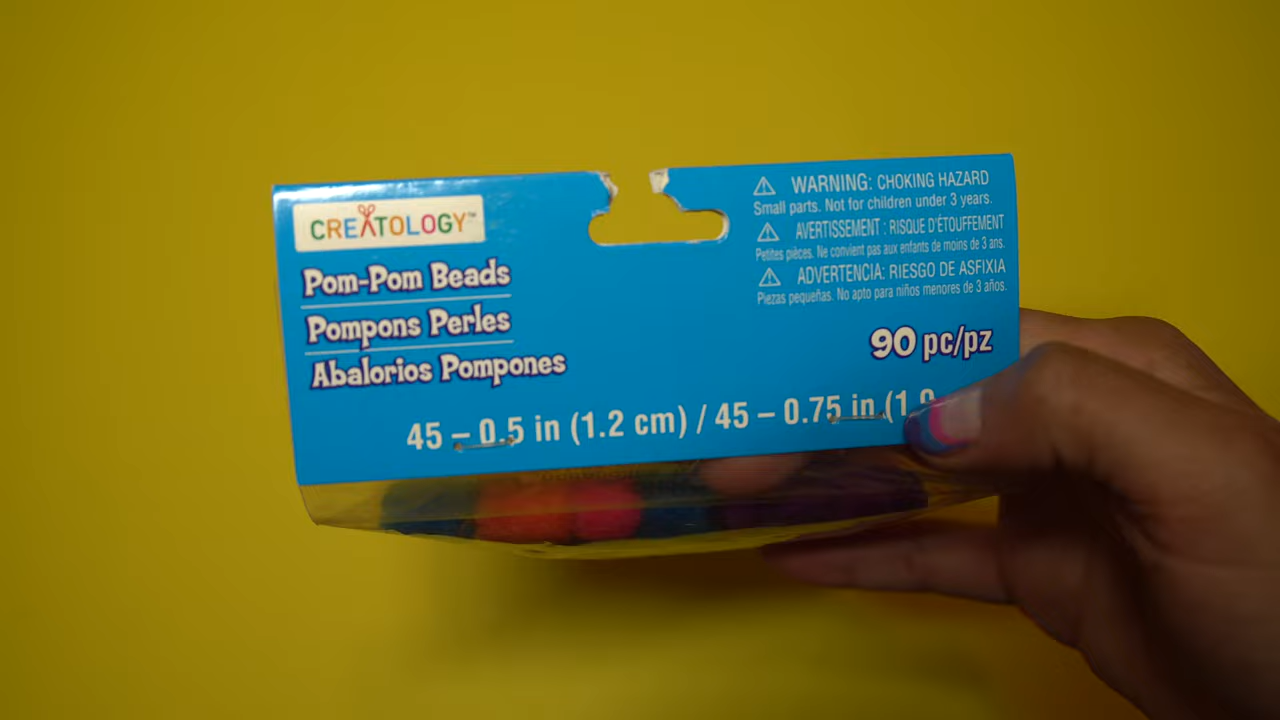 CREATOLOGY™
Pom-Pom Beads
Pompons Perles
Abalorios Pompones
WARNING: CHOKING HAZARD
Small parts. Not for children under 3 years.
AVERTISSEMENT : RISQUE D'ÉTOUFFEMENT
Petites pièces. Ne convient pas aux enfants de moins de 3 ans.
ADVERTENCIA: RIESGO DE ASFIXIA
Piezas pequeñas. No apto para niños menores de 3 años.
90 pc/pz
45 – 0.5 in (1.2 cm) / 45 – 0.75 in (1.9